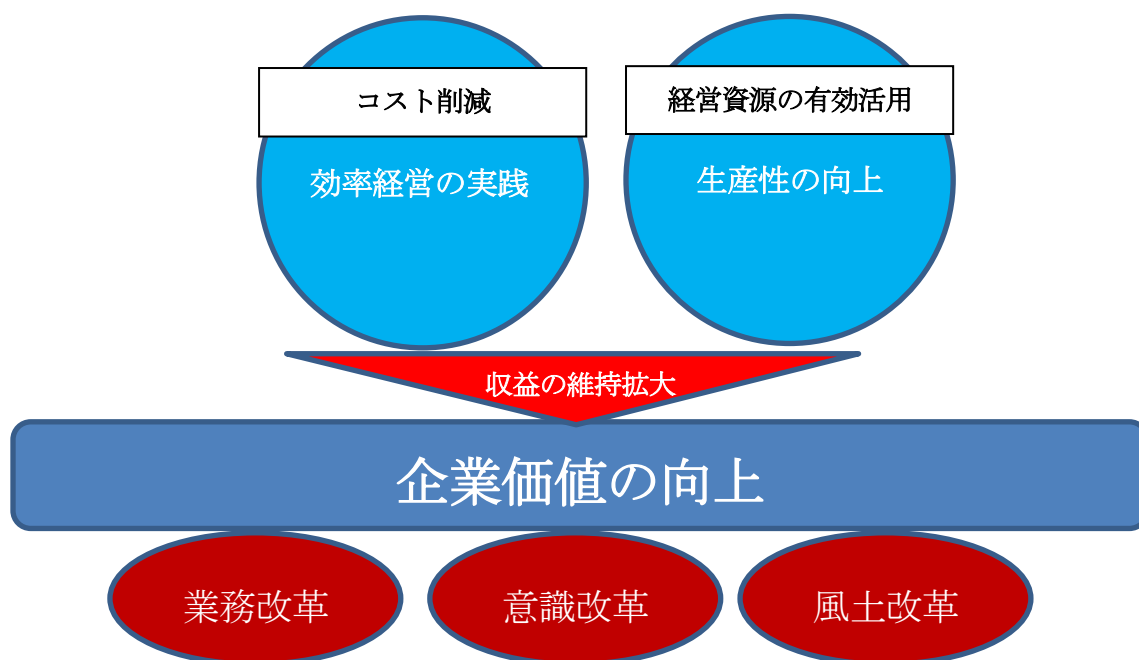 コスト削減
経営資源の有効活用
効率経営の実践
生産性の向上
収益の維持拡大
企業価値の向上
業務改革
意識改革
風土改革